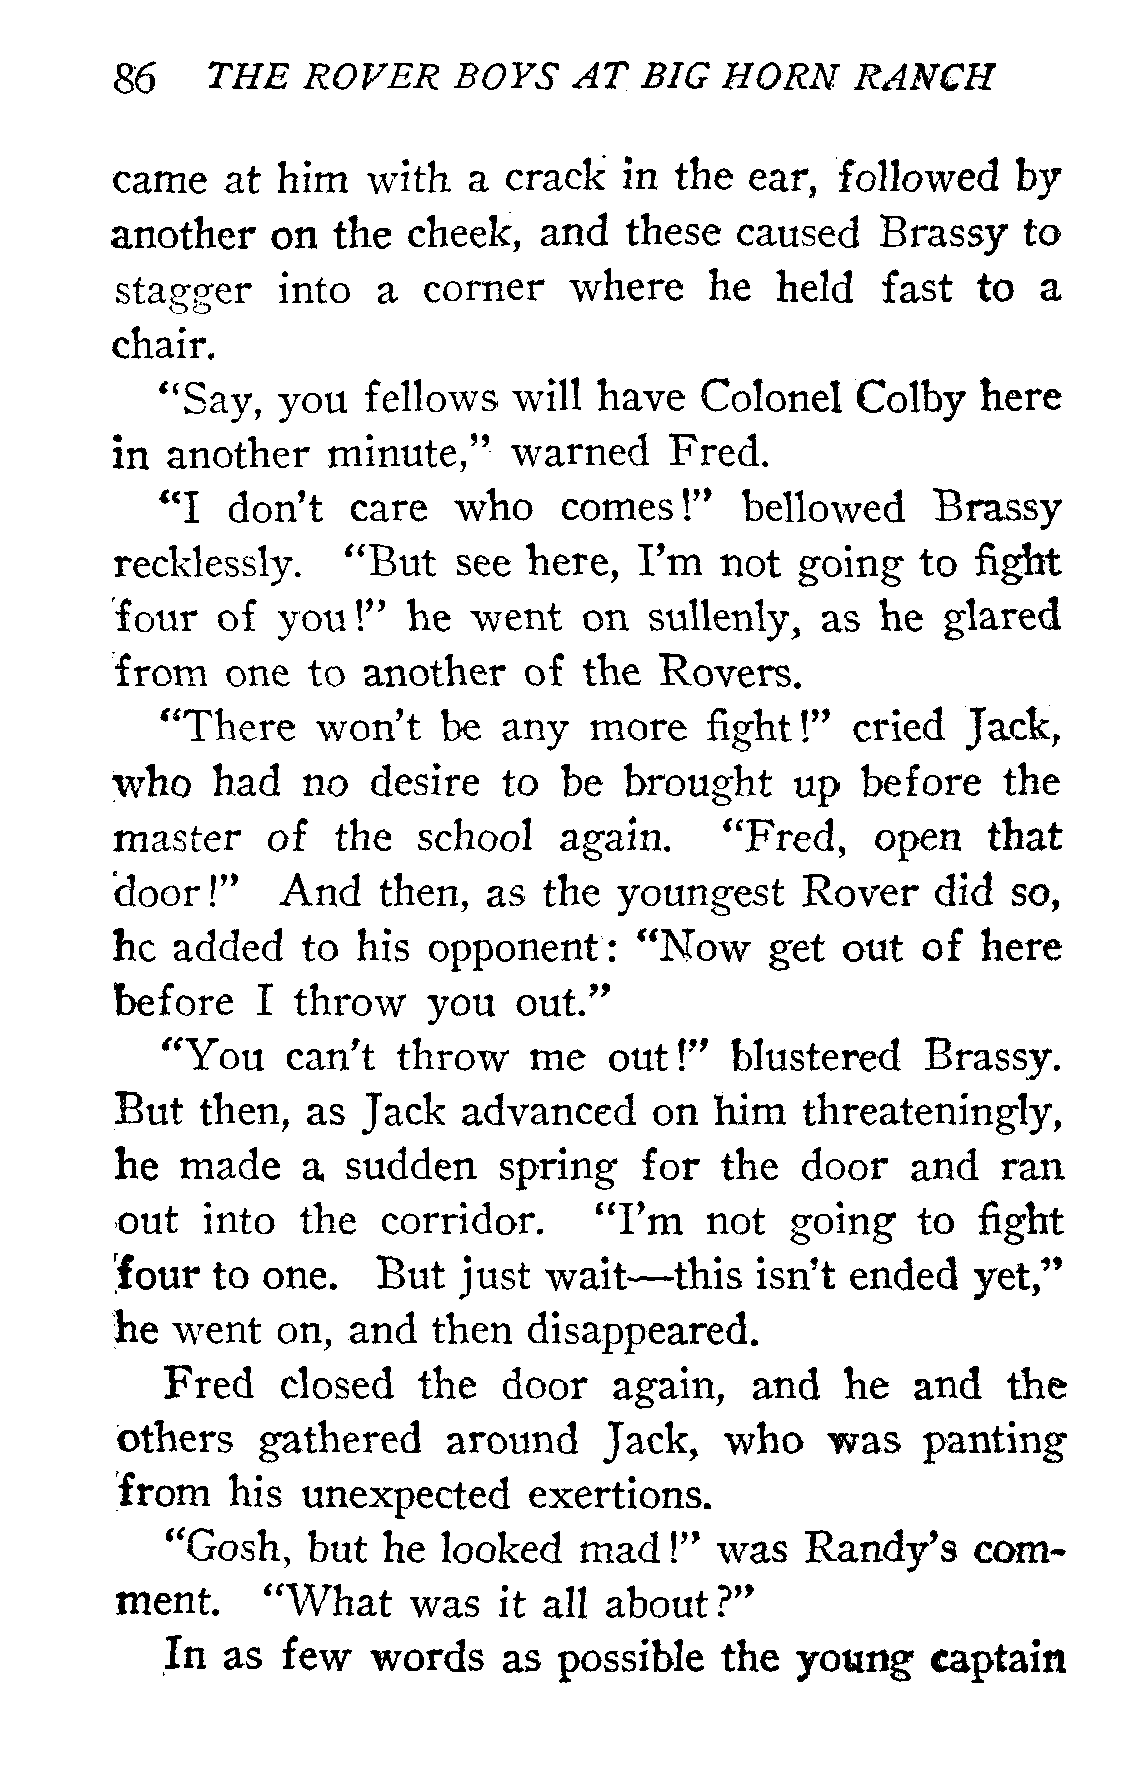 86 THE ROVER BOYS AT BIG HORN RANCH
came at him with a crack in the ear, followed by
another on the cheek, and these caused Brassy to
stagger into a corner where he held fast to a
chair.
"Say, you fellows will have Colonel Colby here
in another minute," warned Fred.
"I don't care who comes!" bellowed Brassy
recklessly. "But see here, I'm not going to fight
four of you!" he went on sullenly, as he glared
from one to another of the Rovers.
"There won't be any more fight!" cried Jack,
who had no desire to be brought up before the
master of the school again. "Fred, open that
door!" And then, as the youngest Rover did so,
he added to his opponent: "Now get out of here
before I throw you out."
"You can't throw me out!" blustered Brassy.
But then, as Jack advanced on him threateningly,
he made a sudden spring for the door and ran
out into the corridor. "I'm not going to fight
four to one. But just wait—this isn't ended yet,"
he went on, and then disappeared.
Fred closed the door again, and he and the
others gathered around Jack, who was panting
from his unexpected exertions.
"Gosh, but he looked mad!" was Randy's com-
ment. "What was it all about?"
In as few words as possible the young captain